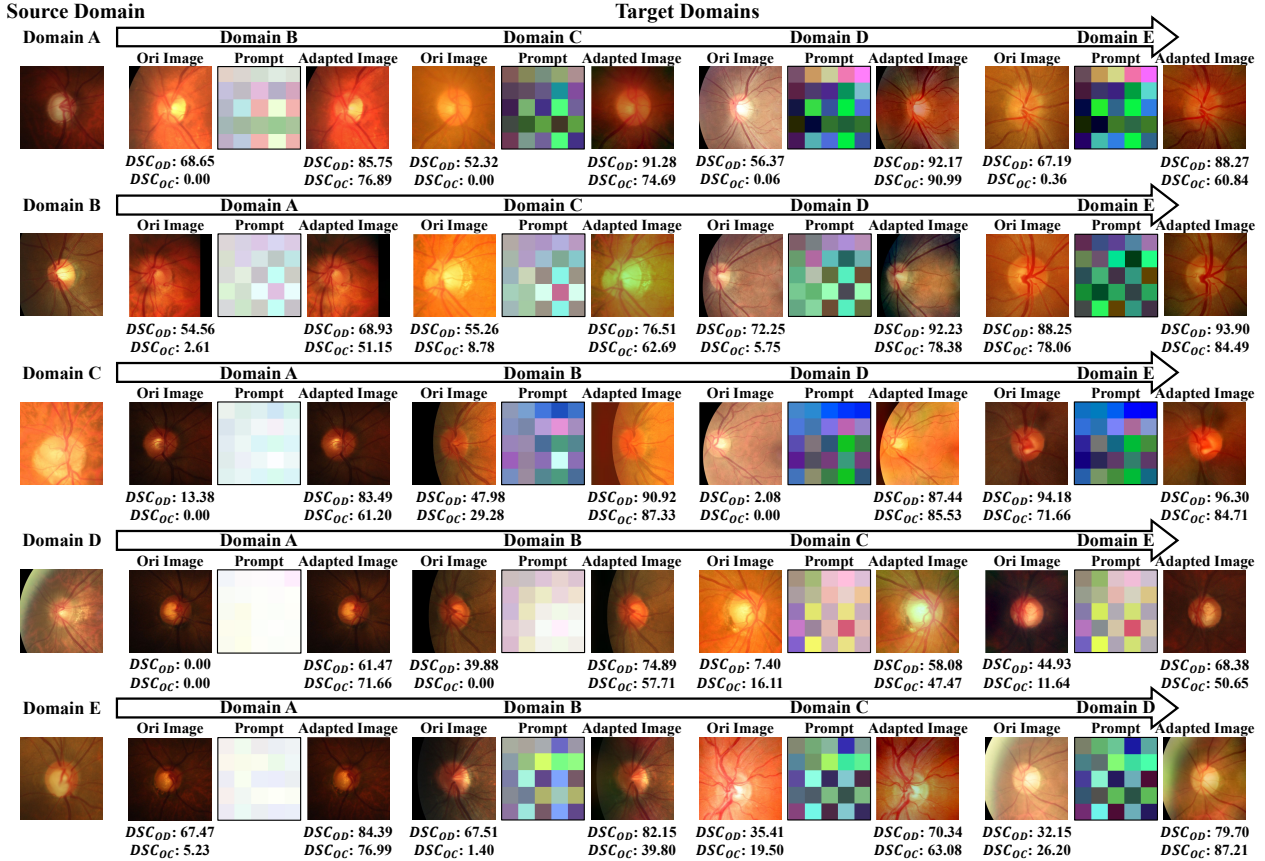 Source Domain Target Domains
Domain A Domain B Domain C Domain D Domain E
Ori Image Prompt Adapted Image Ori Image Prompt Adapted Image Ori Image Prompt Adapted Image Ori Image Prompt Adapted Image
DSC_OD: 68.65 DSC_OD: 85.75 DSC_OD: 52.32 DSC_OD: 91.28 DSC_OD: 56.37 DSC_OD: 92.17 DSC_OD: 67.19 DSC_OD: 88.27
DSC_OC: 0.00 DSC_OC: 76.89 DSC_OC: 0.00 DSC_OC: 74.69 DSC_OC: 0.06 DSC_OC: 90.99 DSC_OC: 0.36 DSC_OC: 60.84
Domain B Domain A Domain C Domain D Domain E
Ori Image Prompt Adapted Image Ori Image Prompt Adapted Image Ori Image Prompt Adapted Image Ori Image Prompt Adapted Image
DSC_OD: 54.56 DSC_OD: 68.93 DSC_OD: 55.26 DSC_OD: 76.51 DSC_OD: 72.25 DSC_OD: 92.23 DSC_OD: 88.25 DSC_OD: 93.90
DSC_OC: 2.61 DSC_OC: 51.15 DSC_OC: 8.78 DSC_OC: 62.69 DSC_OC: 5.75 DSC_OC: 78.38 DSC_OC: 78.06 DSC_OC: 84.49
Domain C Domain A Domain B Domain D Domain E
Ori Image Prompt Adapted Image Ori Image Prompt Adapted Image Ori Image Prompt Adapted Image Ori Image Prompt Adapted Image
DSC_OD: 13.38 DSC_OD: 83.49 DSC_OD: 47.98 DSC_OD: 90.92 DSC_OD: 2.08 DSC_OD: 87.44 DSC_OD: 94.18 DSC_OD: 96.30
DSC_OC: 0.00 DSC_OC: 61.20 DSC_OC: 29.28 DSC_OC: 87.33 DSC_OC: 0.00 DSC_OC: 85.53 DSC_OC: 71.66 DSC_OC: 84.71
Domain D Domain A Domain B Domain C Domain E
Ori Image Prompt Adapted Image Ori Image Prompt Adapted Image Ori Image Prompt Adapted Image Ori Image Prompt Adapted Image
DSC_OD: 0.00 DSC_OD: 61.47 DSC_OD: 39.88 DSC_OD: 74.89 DSC_OD: 7.40 DSC_OD: 58.08 DSC_OD: 44.93 DSC_OD: 68.38
DSC_OC: 0.00 DSC_OC: 71.66 DSC_OC: 0.00 DSC_OC: 57.71 DSC_OC: 16.11 DSC_OC: 47.47 DSC_OC: 11.64 DSC_OC: 50.65
Domain E Domain A Domain B Domain C Domain D
Ori Image Prompt Adapted Image Ori Image Prompt Adapted Image Ori Image Prompt Adapted Image Ori Image Prompt Adapted Image
DSC_OD: 67.47 DSC_OD: 84.39 DSC_OD: 67.51 DSC_OD: 82.15 DSC_OD: 35.41 DSC_OD: 70.34 DSC_OD: 32.15 DSC_OD: 79.70
DSC_OC: 5.23 DSC_OC: 76.99 DSC_OC: 1.40 DSC_OC: 39.80 DSC_OC: 19.50 DSC_OC: 63.08 DSC_OC: 26.20 DSC_OC: 87.21